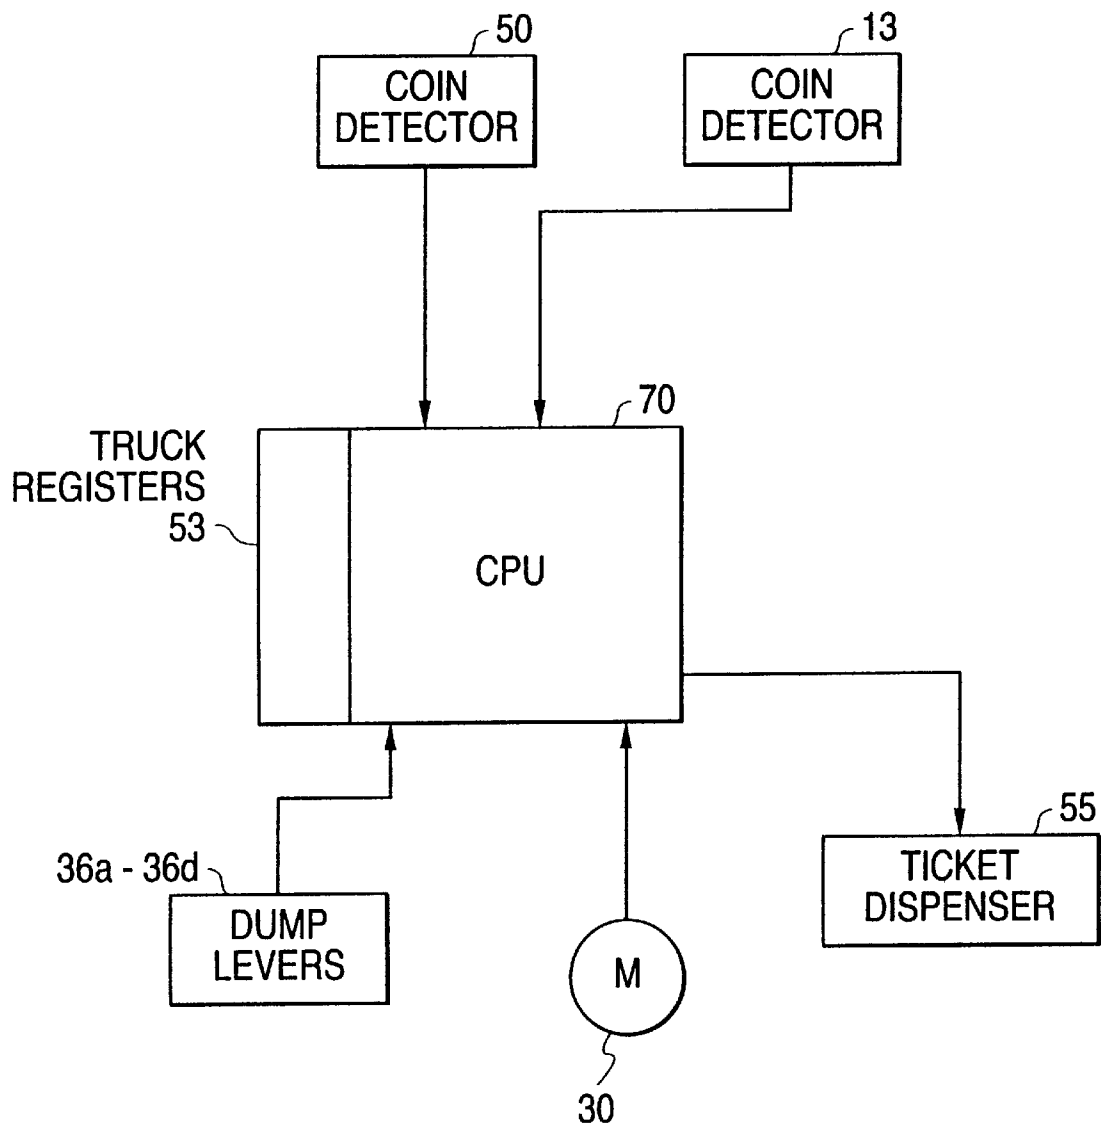 50
COIN
DETECTOR
13
COIN
DETECTOR
70
TRUCK
REGISTERS
53
CPU
55
TICKET
DISPENSER
36a - 36d
DUMP
LEVERS
M
30